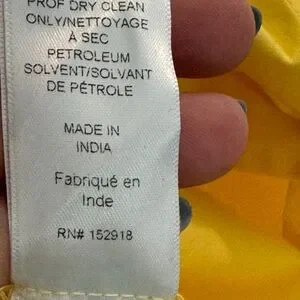 PROF DRY CLEAN
ONLY/NETTOYAGE
A SEC
PETROLEUM
SOLVENT/SOLVANT
DE PÉTROLE
MADE IN
INDIA
Fabriqué en
Inde
RN# 152918